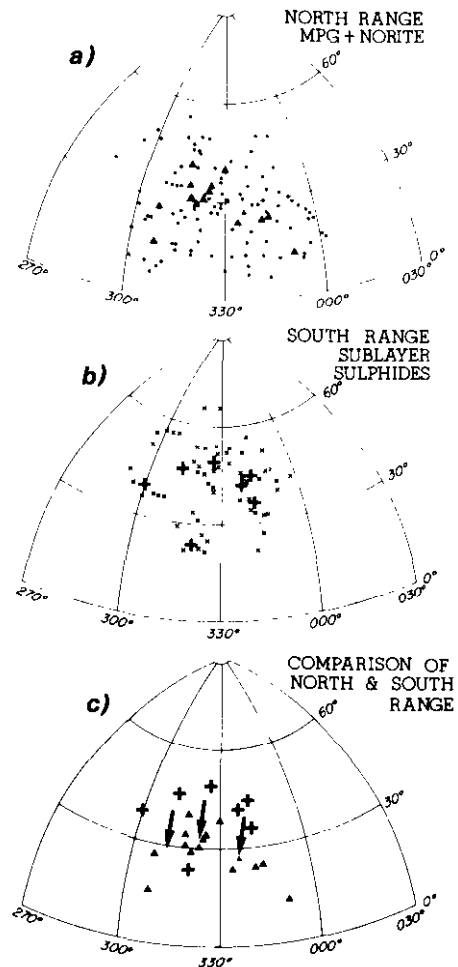 NORTH RANGE
MPG + NORITE
a)
60°
30°
0°
270°
300°
330°
000°
030°
SOUTH RANGE
SUBLAYER
SULPHIDES
b)
60°
30°
0°
270°
300°
330°
000°
030°
COMPARISON OF
NORTH & SOUTH
RANGE
c)
60°
30°
0°
270°
300°
330°
000°
030°